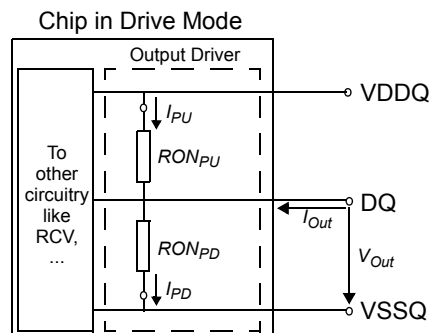 Chip in Drive Mode
Output Driver
VDDQ
I_PU
To
other
circuitry
like
RCV,
...
RON_PU
DQ
I_Out
RON_PD
V_Out
I_PD
VSSQ